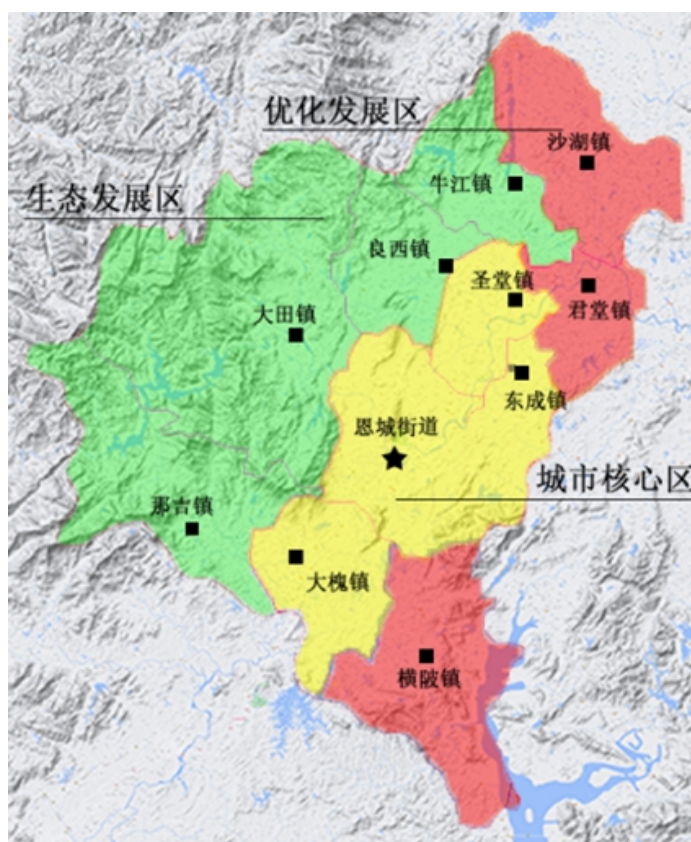 优化发展区
沙湖镇
牛江镇
生态发展区
良西镇
圣堂镇
君堂镇
大田镇
东成镇
恩城街道
城市核心区
那吉镇
大槐镇
横陂镇